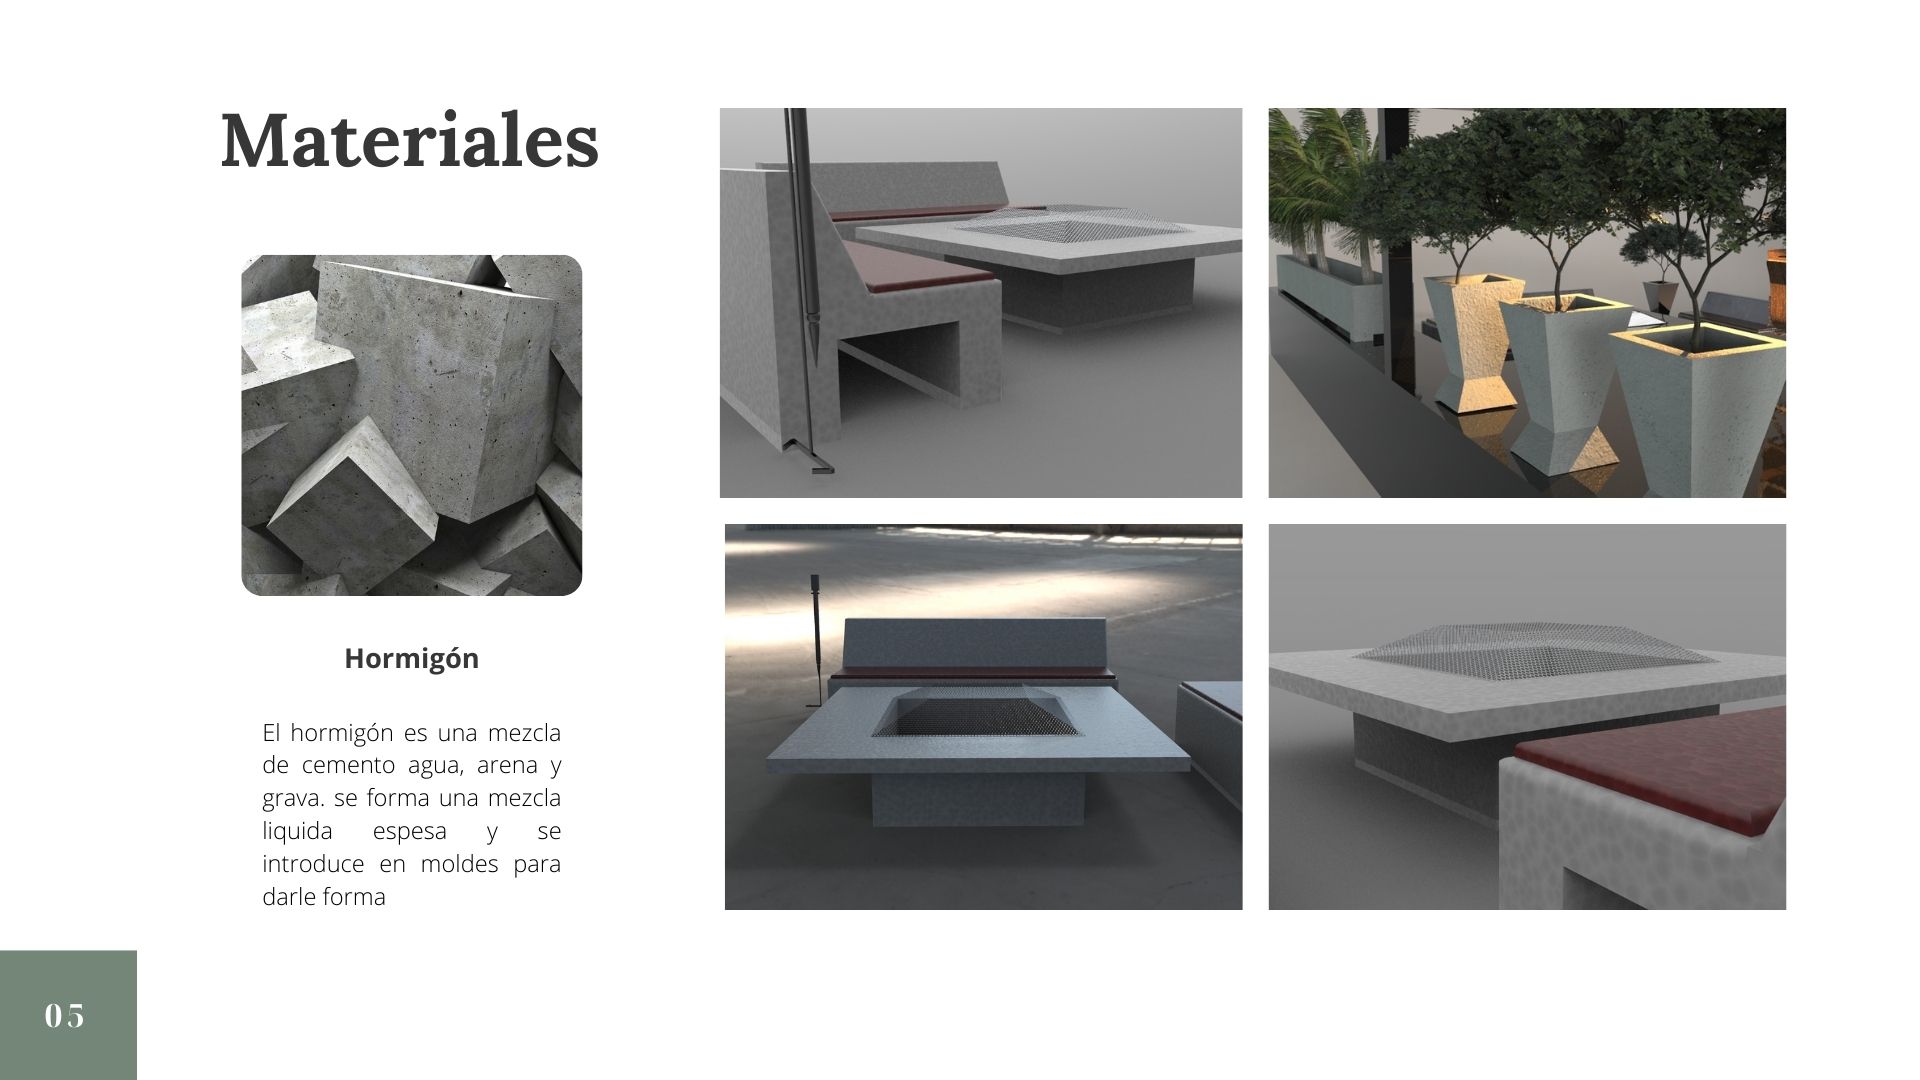 Materiales
Hormigón
El hormigón es una mezcla
de cemento agua, arena y
grava. se forma una mezcla
liquida espesa y se
introduce en moldes para
darle forma
05